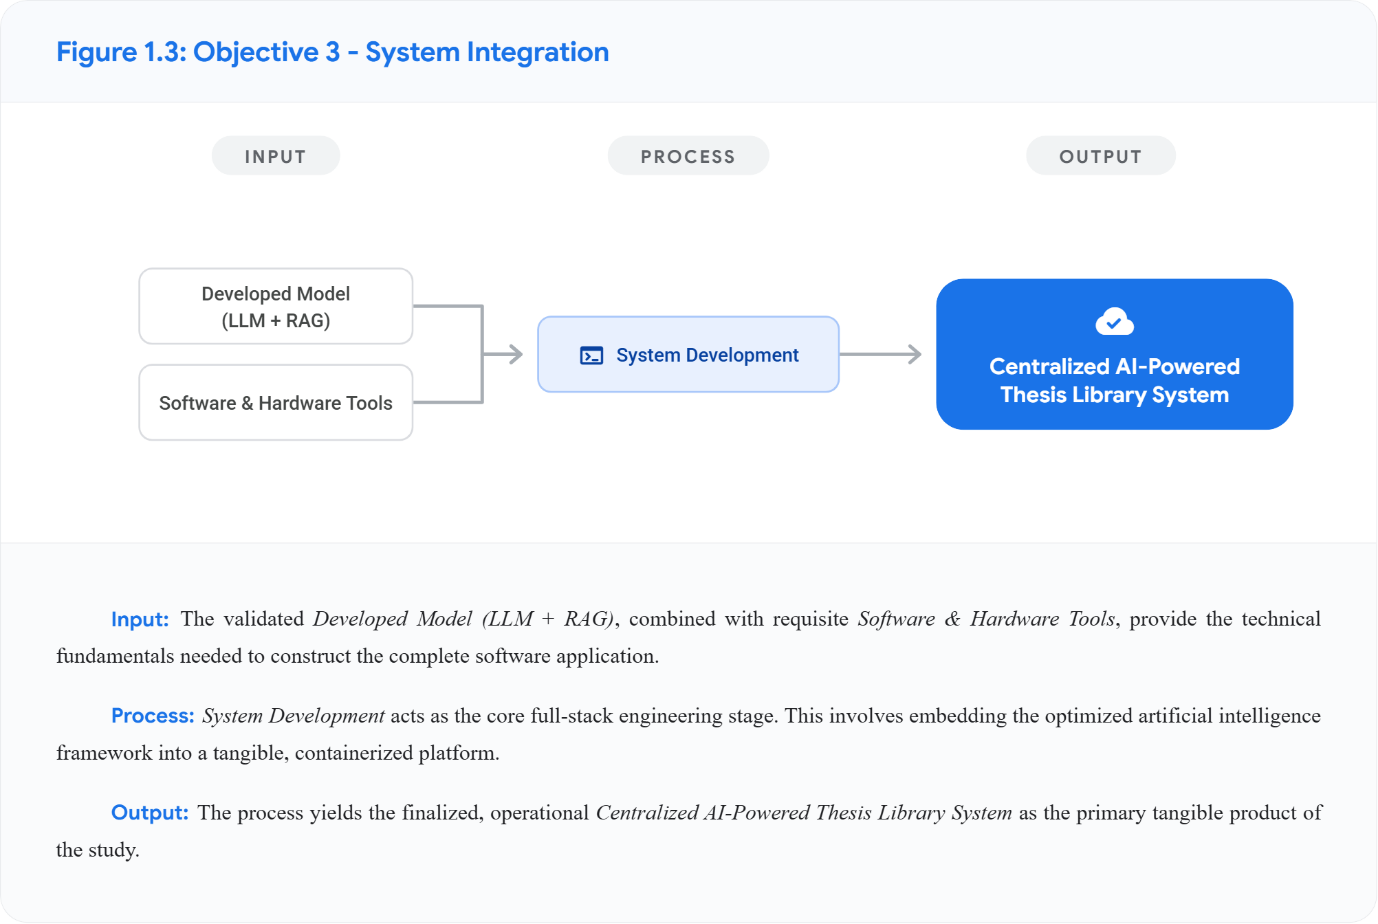 Figure 1.3: Objective 3 - System Integration
INPUT
PROCESS
OUTPUT
Developed Model
(LLM + RAG)
Software & Hardware Tools
System Development
Centralized AI-Powered
Thesis Library System
Input: The validated Developed Model (LLM + RAG), combined with requisite Software & Hardware Tools, provide the technical
fundamentals needed to construct the complete software application.
Process: System Development acts as the core full-stack engineering stage. This involves embedding the optimized artificial intelligence
framework into a tangible, containerized platform.
Output: The process yields the finalized, operational Centralized AI-Powered Thesis Library System as the primary tangible product of
the study.